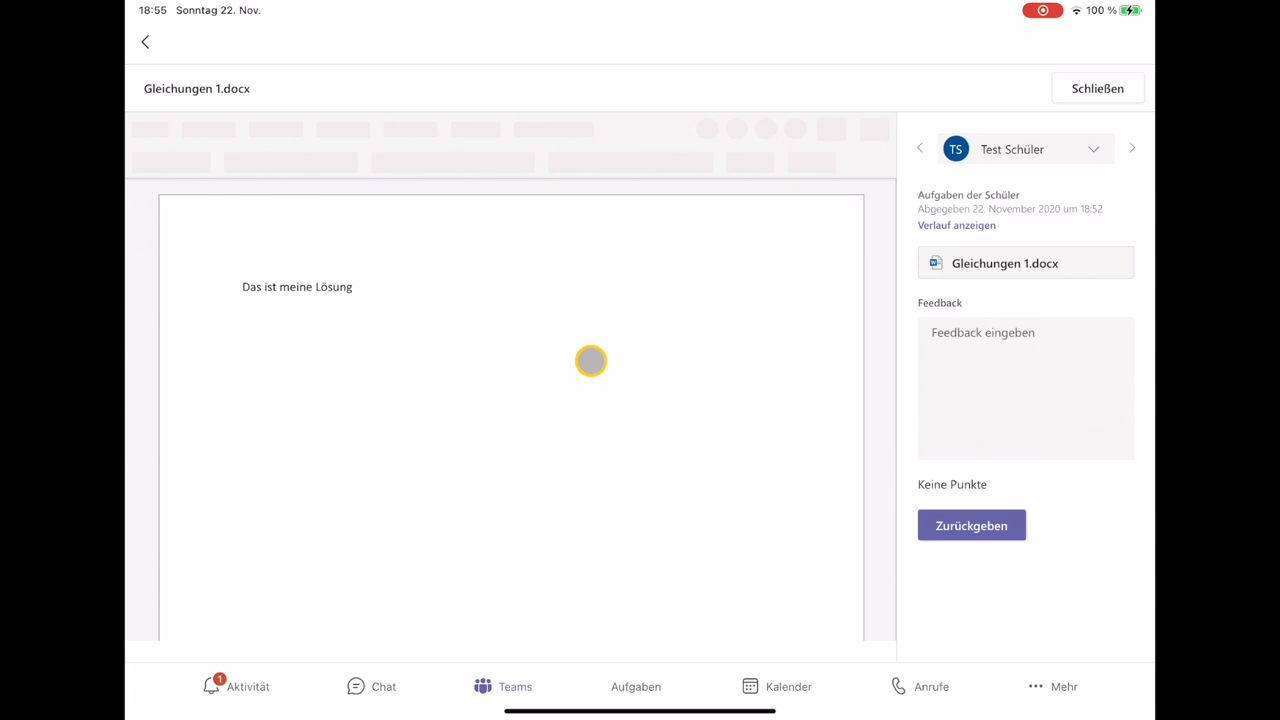 18:55 Sonntag 22. Nov.
100 %
Gleichungen 1.docx
Schließen
TS Test Schüler
Aufgaben der Schüler
Abgegeben 22. November 2020 um 18:52
Verlauf anzeigen
Gleichungen 1.docx
Das ist meine Lösung
Feedback
Feedback eingeben
Keine Punkte
Zurückgeben
1
Aktivität
Chat
Teams
Aufgaben
Kalender
Anrufe
Mehr